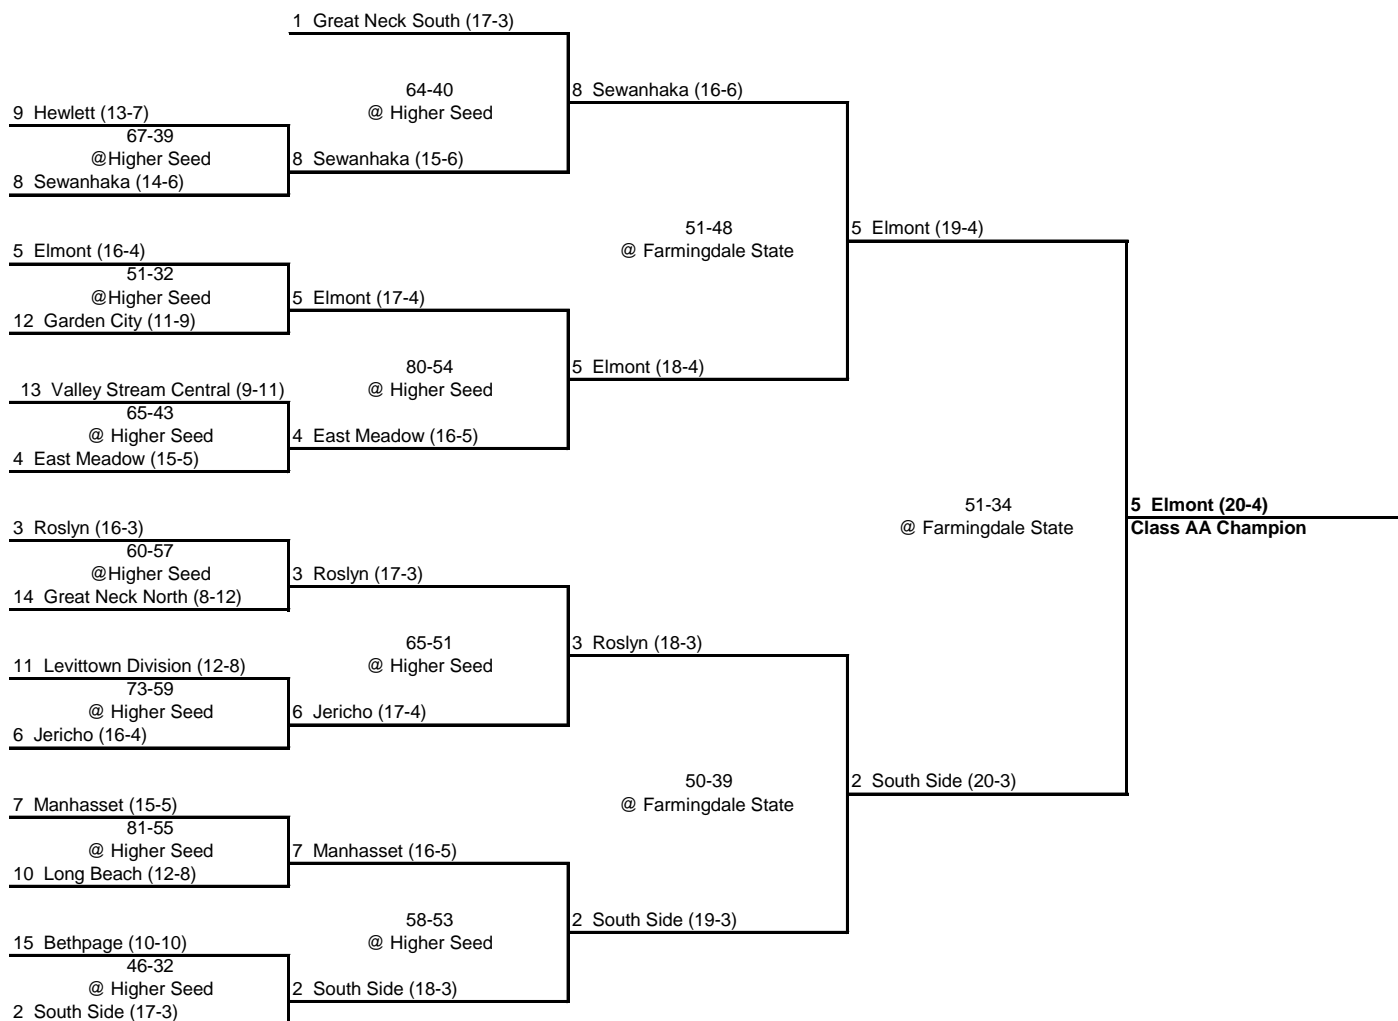 1 Great Neck South (17-3)
64-40
@ Higher Seed
8 Sewanhaka (16-6)
9 Hewlett (13-7)
67-39
@Higher Seed
8 Sewanhaka (15-6)
8 Sewanhaka (14-6)
51-48
@ Farmingdale State
5 Elmont (19-4)
5 Elmont (16-4)
51-32
@Higher Seed
5 Elmont (17-4)
12 Garden City (11-9)
80-54
@ Higher Seed
5 Elmont (18-4)
13 Valley Stream Central (9-11)
65-43
@ Higher Seed
4 East Meadow (16-5)
4 East Meadow (15-5)
51-34
@ Farmingdale State
5 Elmont (20-4)
Class AA Champion
3 Roslyn (16-3)
60-57
@Higher Seed
3 Roslyn (17-3)
14 Great Neck North (8-12)
65-51
@ Higher Seed
3 Roslyn (18-3)
11 Levittown Division (12-8)
73-59
@ Higher Seed
6 Jericho (17-4)
6 Jericho (16-4)
50-39
@ Farmingdale State
2 South Side (20-3)
7 Manhasset (15-5)
81-55
@ Higher Seed
7 Manhasset (16-5)
10 Long Beach (12-8)
58-53
@ Higher Seed
2 South Side (19-3)
15 Bethpage (10-10)
46-32
@ Higher Seed
2 South Side (18-3)
2 South Side (17-3)